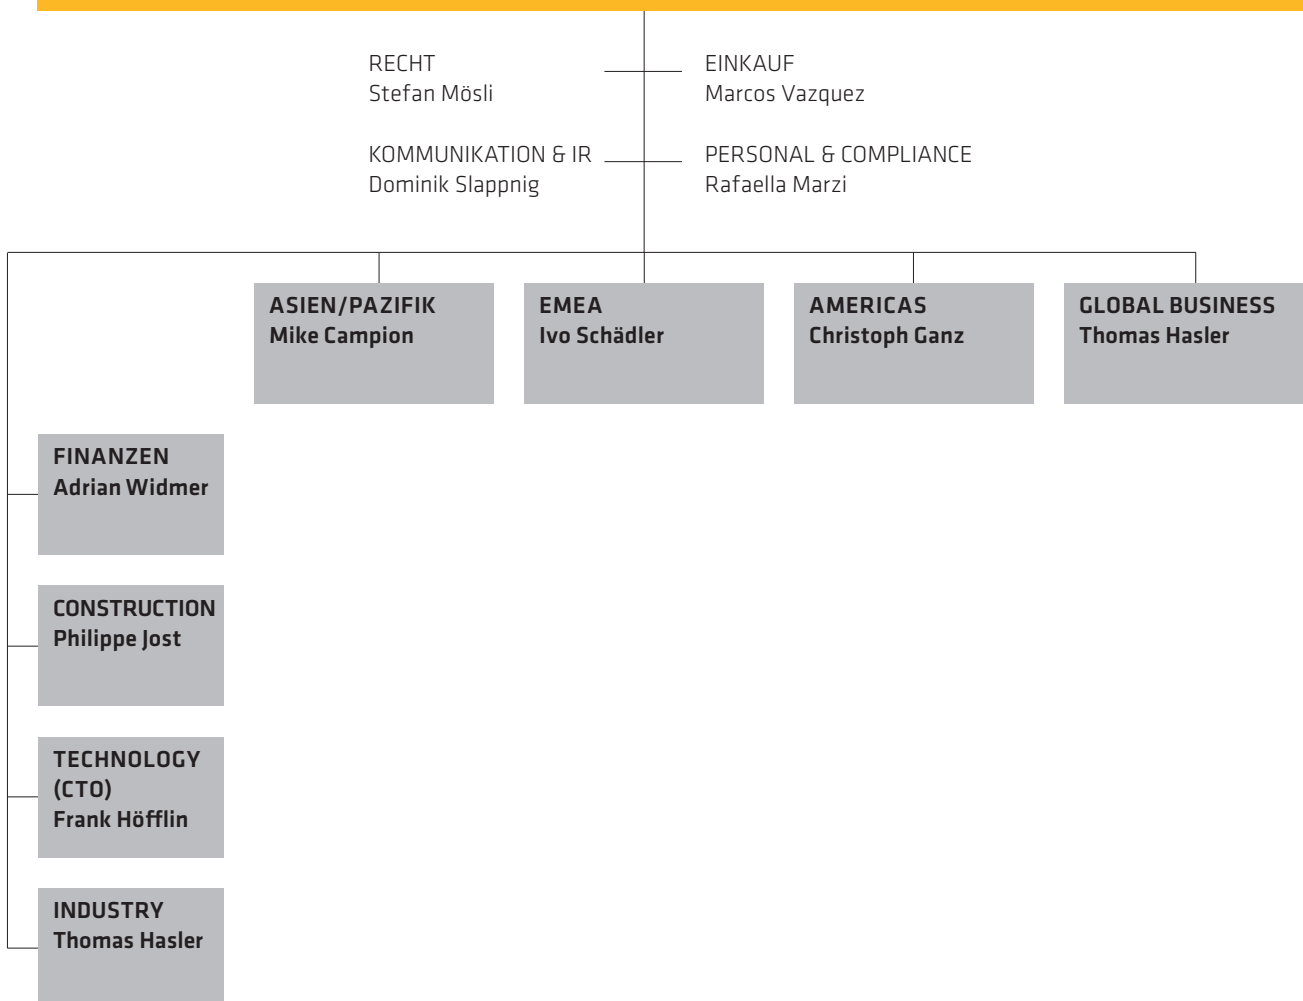 RECHT
Stefan Mösli
EINKAUF
Marcos Vazquez
KOMMUNIKATION & IR
Dominik Slappnig
PERSONAL & COMPLIANCE
Rafaella Marzi
ASIEN/PAZIFIK
Mike Campion
EMEA
Ivo Schädler
AMERICAS
Christoph Ganz
GLOBAL BUSINESS
Thomas Hasler
FINANZEN
Adrian Widmer
CONSTRUCTION
Philippe Jost
TECHNOLOGY
(CTO)
Frank Höfflin
INDUSTRY
Thomas Hasler